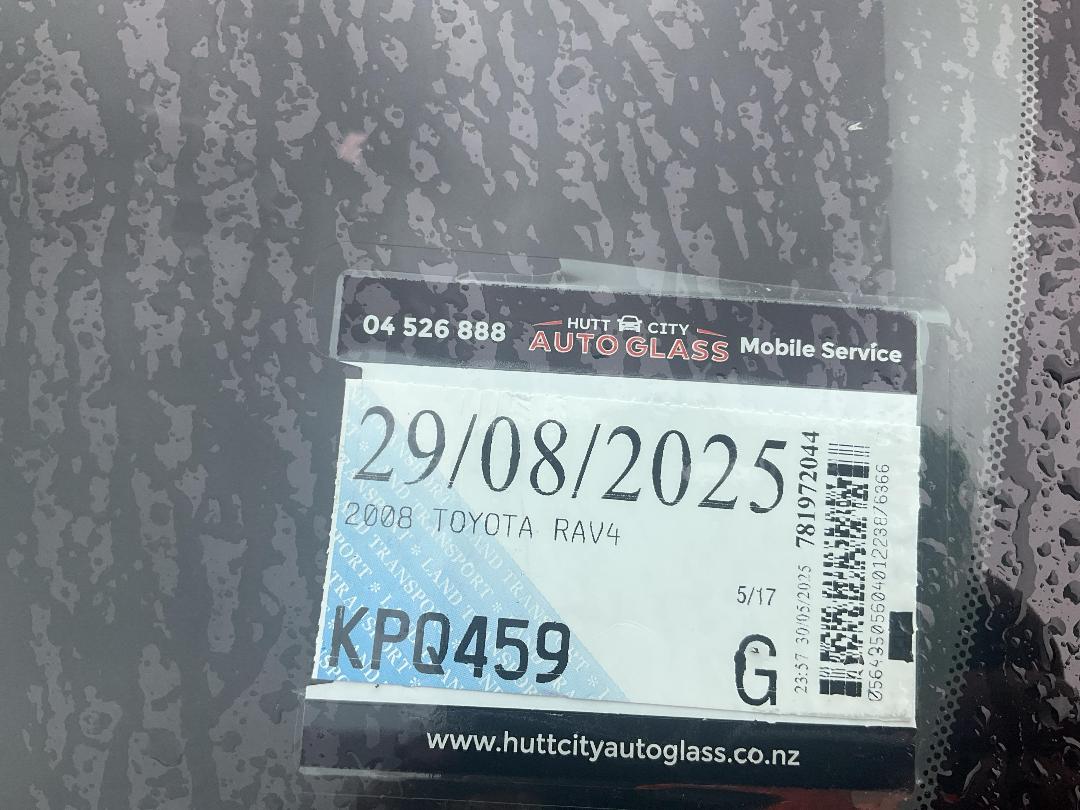 04 526 888 HUTT CITY AUTO GLASS Mobile Service
29/08/2025
2008 TOYOTA RAV4
5/17
KPQ459
G
23:57 30/05/2025 781972044
www.huttcityautoglass.co.nz